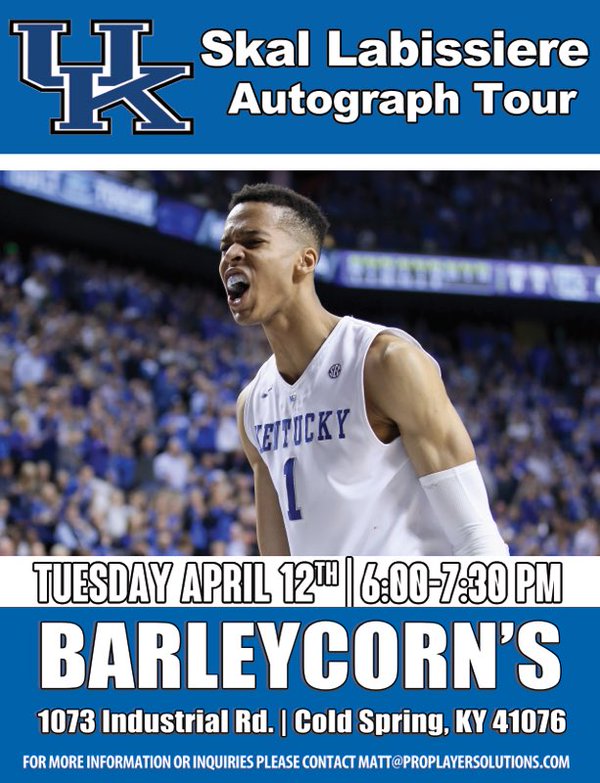 UK
Skal Labissiere
Autograph Tour
SEC
KENTUCKY
1
TUESDAY APRIL 12TH | 6:00-7:30 PM
BARLEYCORN'S
1073 Industrial Rd. | Cold Spring, KY 41076
FOR MORE INFORMATION OR INQUIRIES PLEASE CONTACT MATT@PROPLAYERSOLUTIONS.COM